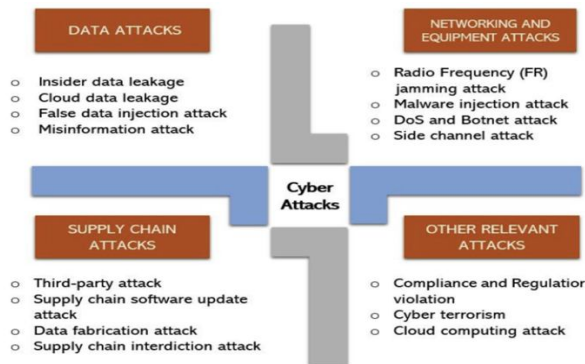 DATA ATTACKS
○ Insider data leakage
○ Cloud data leakage
○ False data injection attack
○ Misinformation attack
NETWORKING AND
EQUIPMENT ATTACKS
○ Radio Frequency (FR)
jamming attack
○ Malware injection attack
○ DoS and Botnet attack
○ Side channel attack
Cyber
Attacks
SUPPLY CHAIN
ATTACKS
○ Third-party attack
○ Supply chain software update
attack
○ Data fabrication attack
○ Supply chain interdiction attack
OTHER RELEVANT
ATTACKS
○ Compliance and Regulation
violation
○ Cyber terrorism
○ Cloud computing attack